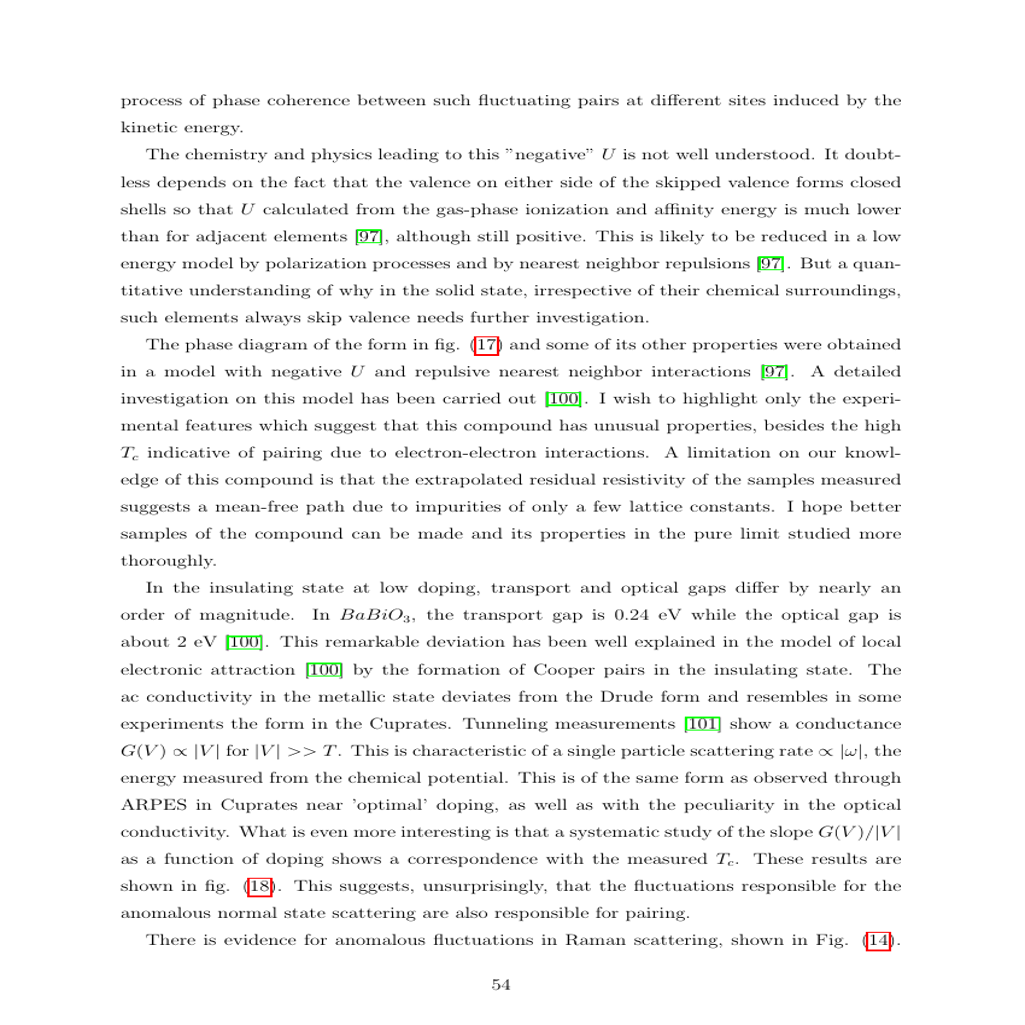 process of phase coherence between such fluctuating pairs at different sites induced by the
kinetic energy.
The chemistry and physics leading to this ”negative” U is not well understood. It doubt-
less depends on the fact that the valence on either side of the skipped valence forms closed
shells so that U calculated from the gas-phase ionization and affinity energy is much lower
than for adjacent elements [97], although still positive. This is likely to be reduced in a low
energy model by polarization processes and by nearest neighbor repulsions [97]. But a quan-
titative understanding of why in the solid state, irrespective of their chemical surroundings,
such elements always skip valence needs further investigation.
The phase diagram of the form in fig. (17) and some of its other properties were obtained
in a model with negative U and repulsive nearest neighbor interactions [97]. A detailed
investigation on this model has been carried out [100]. I wish to highlight only the experi-
mental features which suggest that this compound has unusual properties, besides the high
T_c indicative of pairing due to electron-electron interactions. A limitation on our knowl-
edge of this compound is that the extrapolated residual resistivity of the samples measured
suggests a mean-free path due to impurities of only a few lattice constants. I hope better
samples of the compound can be made and its properties in the pure limit studied more
thoroughly.
In the insulating state at low doping, transport and optical gaps differ by nearly an
order of magnitude. In BaBiO₃, the transport gap is 0.24 eV while the optical gap is
about 2 eV [100]. This remarkable deviation has been well explained in the model of local
electronic attraction [100] by the formation of Cooper pairs in the insulating state. The
ac conductivity in the metallic state deviates from the Drude form and resembles in some
experiments the form in the Cuprates. Tunneling measurements [101] show a conductance
G(V) ∝ |V| for |V| >> T. This is characteristic of a single particle scattering rate ∝ |ω|, the
energy measured from the chemical potential. This is of the same form as observed through
ARPES in Cuprates near ’optimal’ doping, as well as with the peculiarity in the optical
conductivity. What is even more interesting is that a systematic study of the slope G(V)/|V|
as a function of doping shows a correspondence with the measured T_c. These results are
shown in fig. (18). This suggests, unsurprisingly, that the fluctuations responsible for the
anomalous normal state scattering are also responsible for pairing.
There is evidence for anomalous fluctuations in Raman scattering, shown in Fig. (14).
54